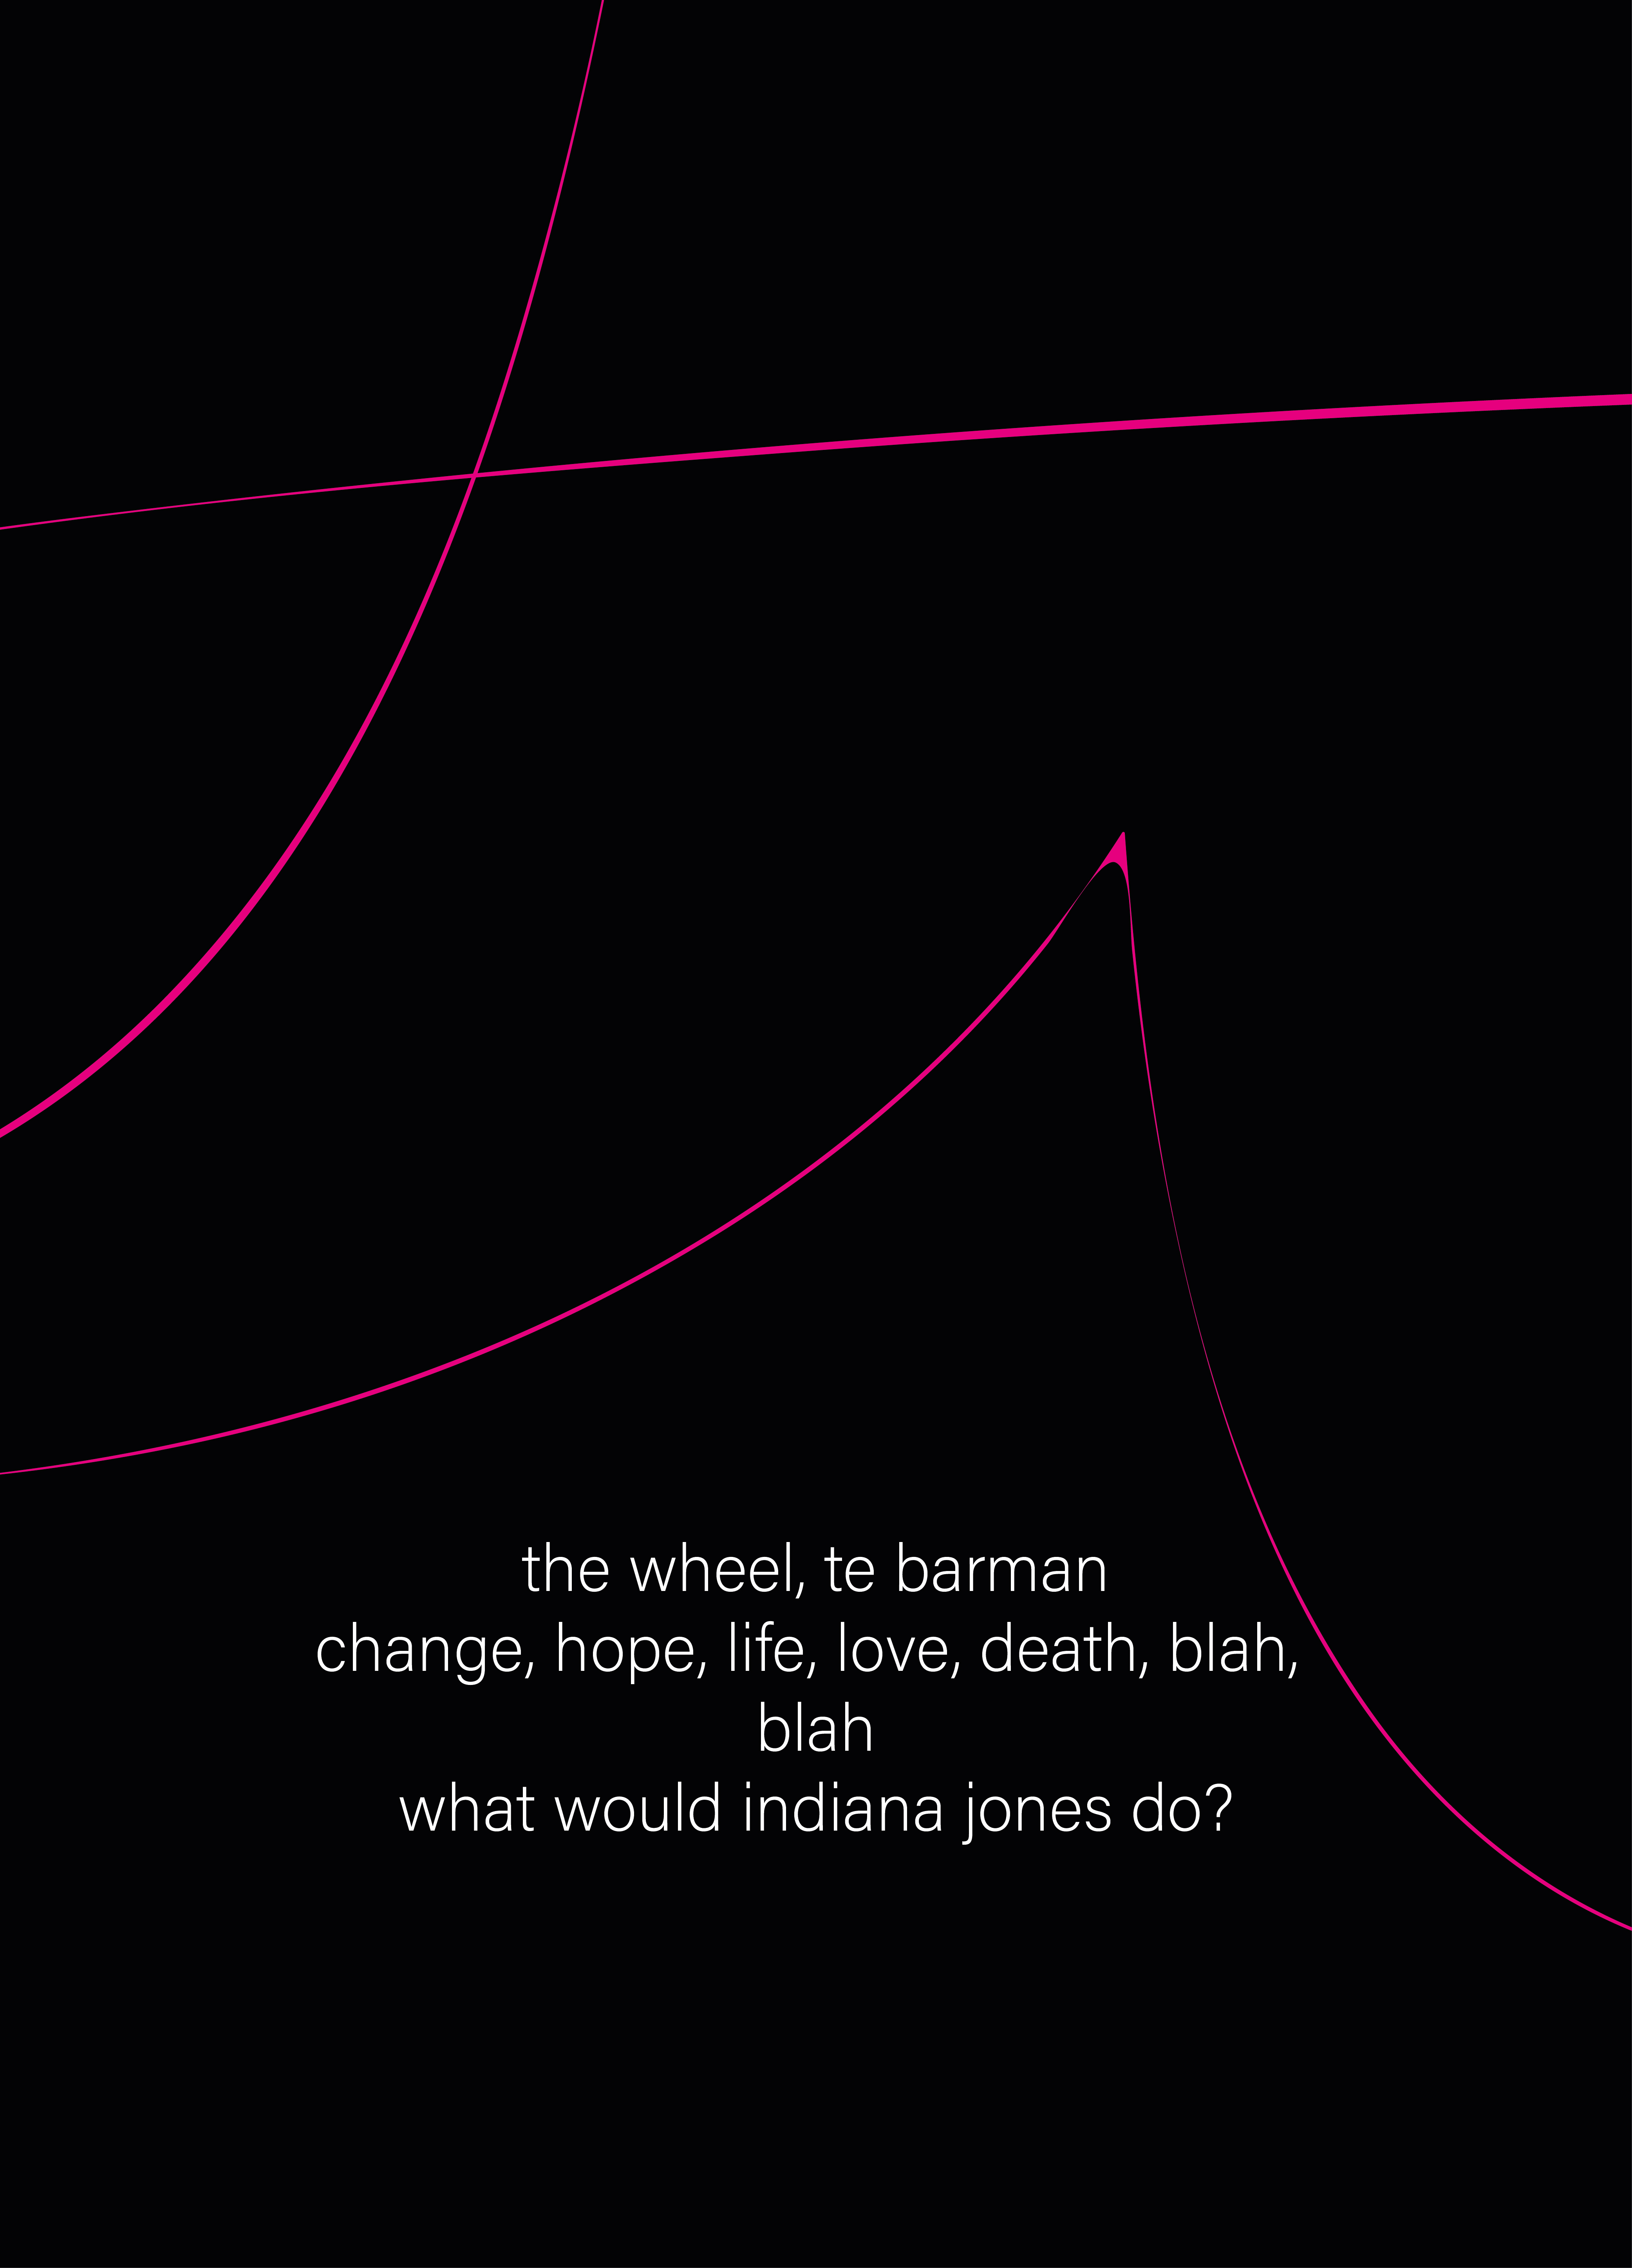 the wheel, te barman
change, hope, life, love, death, blah,
blah
what would indiana jones do?